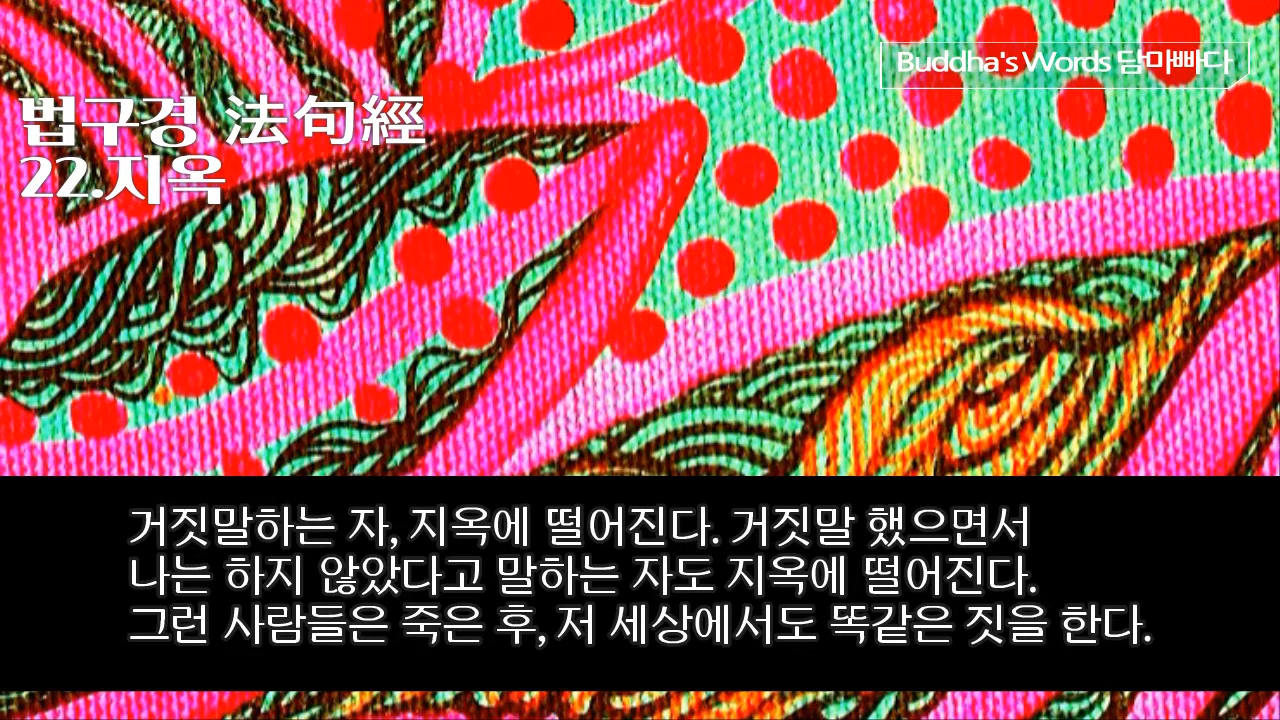 Buddha's Words 담마빠다
법구경 法句經
22.지옥
거짓말하는 자, 지옥에 떨어진다. 거짓말 했으면서
나는 하지 않았다고 말하는 자도 지옥에 떨어진다.
그런 사람들은 죽은 후, 저 세상에서도 똑같은 짓을 한다.